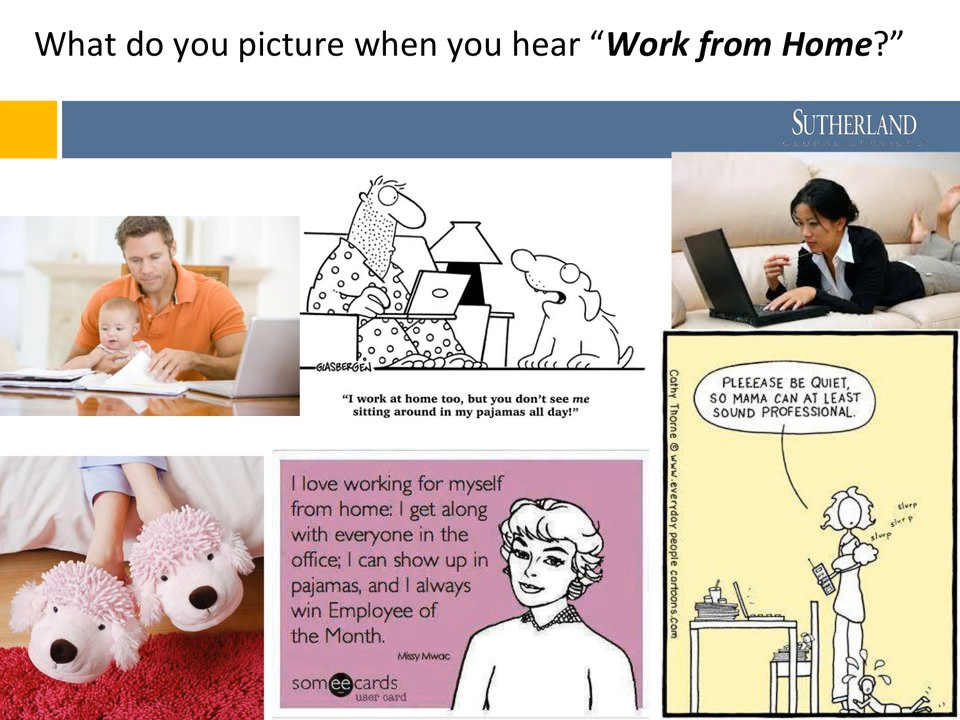 What do you picture when you hear “Work from Home?”
SUTHERLAND
GLOBAL SERVICES
GLASBERGEN
“I work at home too, but you don’t see me
sitting around in my pajamas all day!”
Cathy Thorne © www.everyday people cartoons.com
PLEEEASE BE QUIET,
SO MAMA CAN AT LEAST
SOUND PROFESSIONAL.
slurp
slurp
slurp
I love working for myself
from home: I get along
with everyone in the
office; I can show up in
pajamas, and I always
win Employee of
the Month.
Missy Mwac
someecards
user card